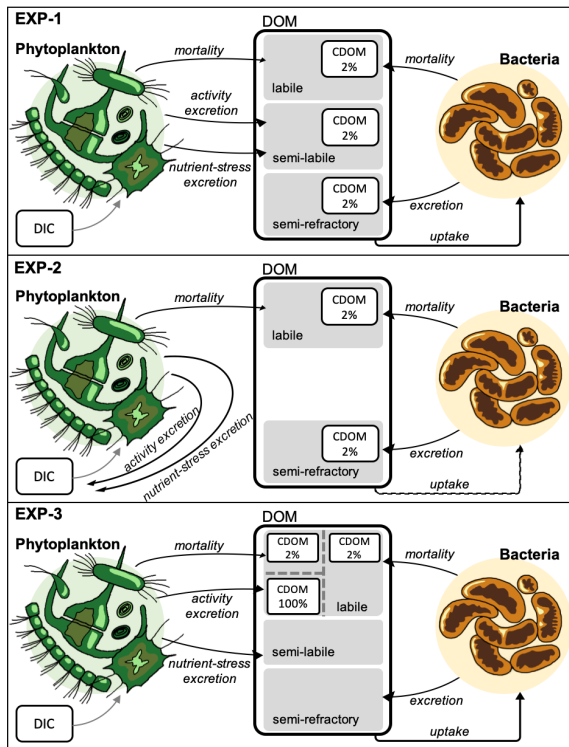 EXP-1
DOM
Phytoplankton
mortality
CDOM
2%
labile
mortality
Bacteria
activity
excretion
CDOM
2%
semi-labile
nutrient-stress
excretion
CDOM
2%
semi-refractory
excretion
uptake
DIC
EXP-2
DOM
Phytoplankton
mortality
CDOM
2%
labile
mortality
Bacteria
activity excretion
nutrient-stress excretion
DIC
CDOM
2%
semi-refractory
excretion
uptake
EXP-3
DOM
Phytoplankton
mortality
CDOM
2%
CDOM
2%
mortality
Bacteria
activity
excretion
CDOM
100%
labile
semi-labile
nutrient-stress
excretion
semi-refractory
excretion
uptake
DIC